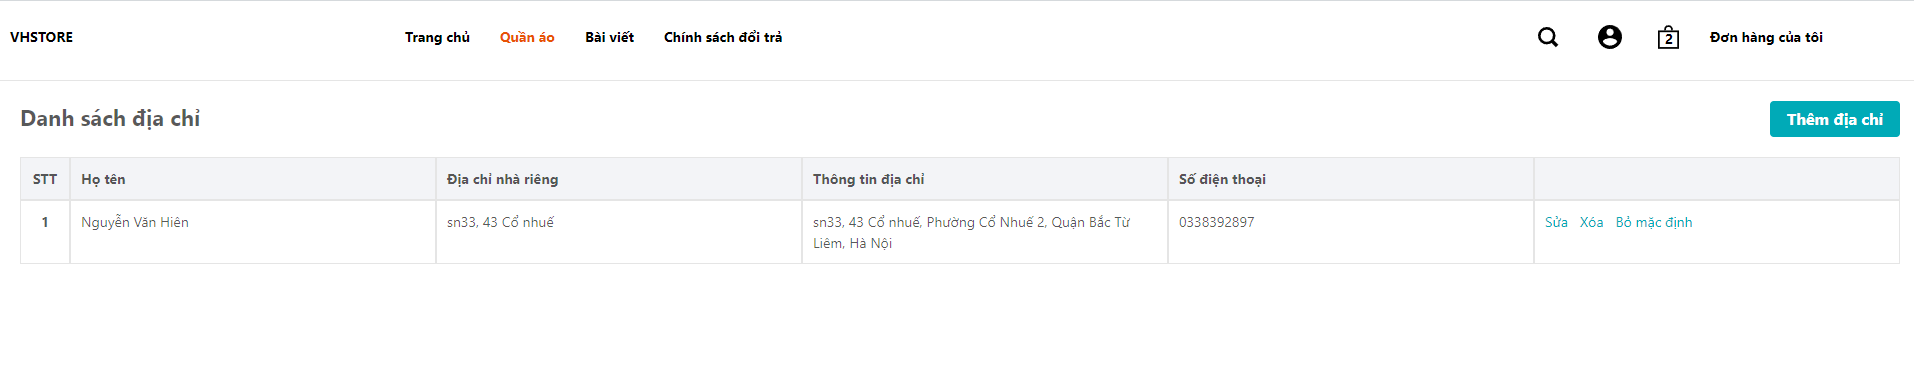 VHSTORE
Trang chủ
Quần áo
Bài viết
Chính sách đổi trả
2
Đơn hàng của tôi
Danh sách địa chỉ
Thêm địa chỉ
STT
Họ tên
Địa chỉ nhà riêng
Thông tin địa chỉ
Số điện thoại
1
Nguyễn Văn Hiên
sn33, 43 Cổ nhuế
sn33, 43 Cổ nhuế, Phường Cổ Nhuế 2, Quận Bắc Từ
Liêm, Hà Nội
0338392897
Sửa
Xóa
Bỏ mặc định